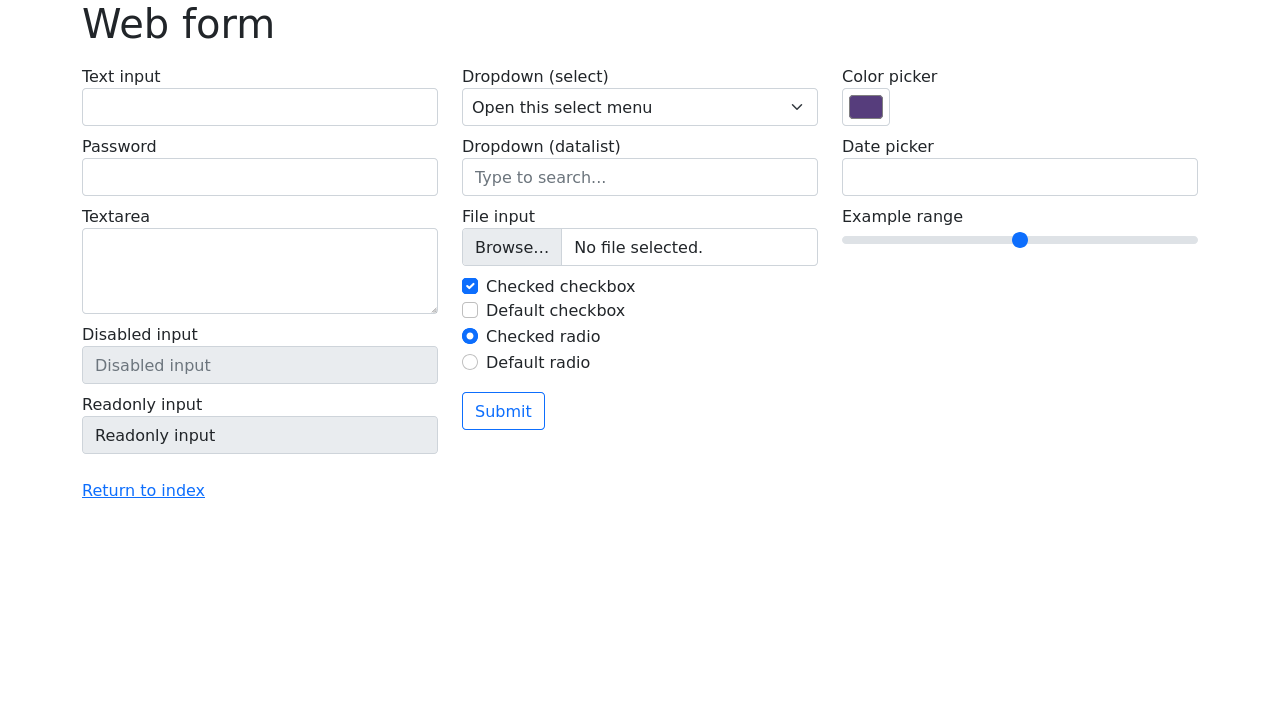 Web form
Text input
Password
Textarea
Disabled input
Disabled input
Readonly input
Readonly input
Return to index
Dropdown (select)
Open this select menu
Dropdown (datalist)
Type to search...
File input
Browse... No file selected.
Checked checkbox
Default checkbox
Checked radio
Default radio
Submit
Color picker
Date picker
Example range